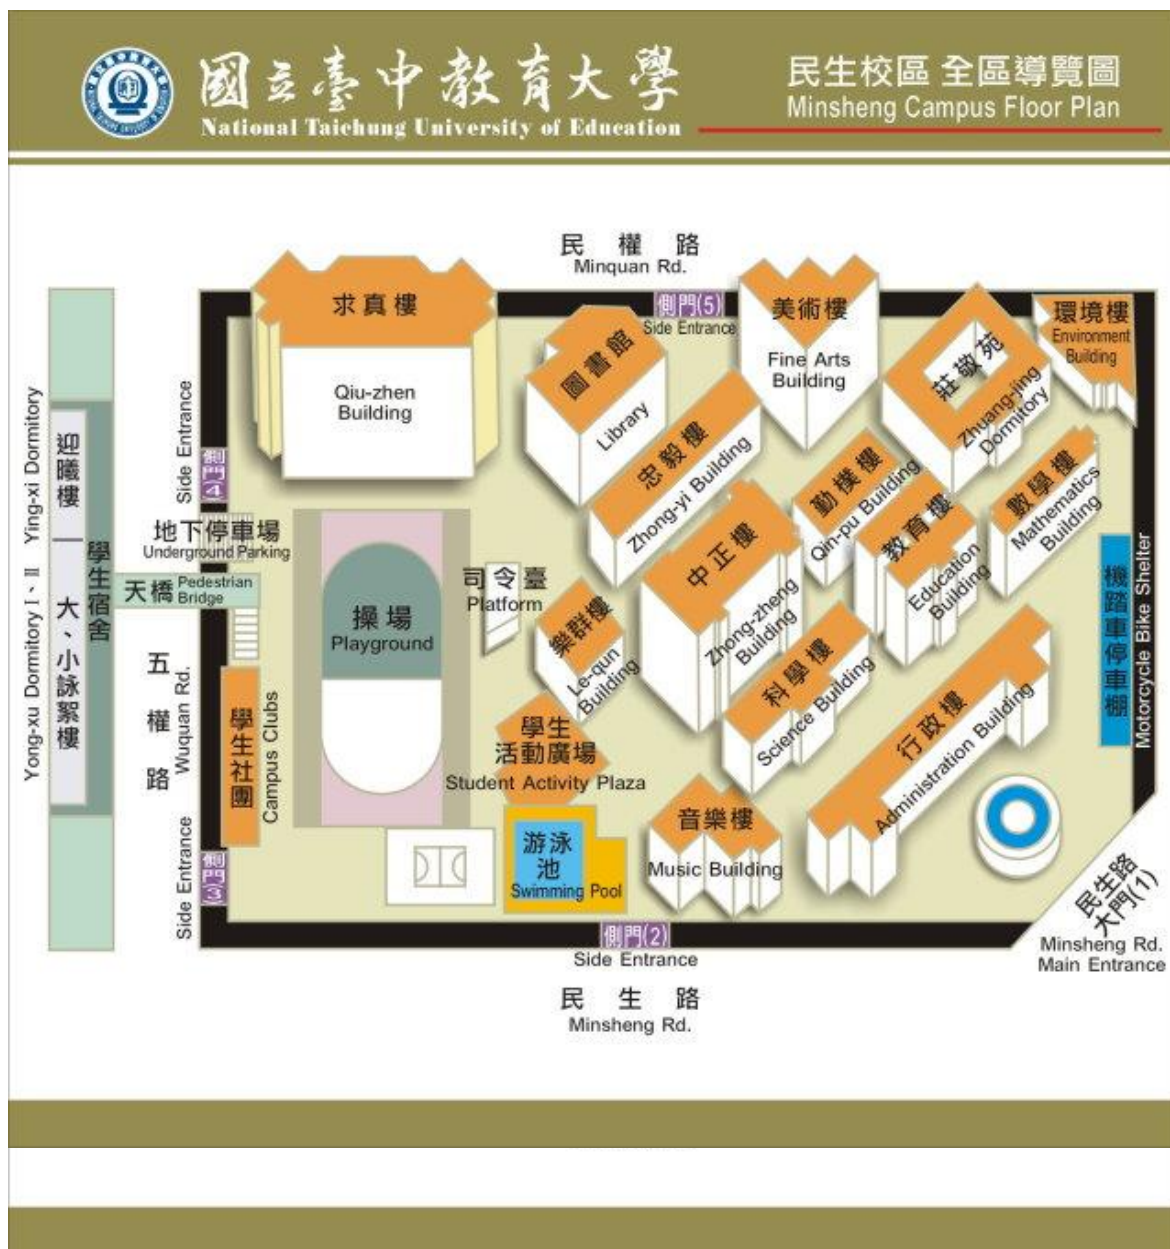 國立臺中教育大學
National Taichung University of Education
民生校區 全區導覽圖
Minsheng Campus Floor Plan
民權路
Minquan Rd.
求真樓
Qiu-zhen
Building
側門(5)
Side Entrance
圖書館
Library
美術樓
Fine Arts
Building
莊敬苑
Zhuang-jing
Dormitory
環境樓
Environment
Building
忠毅樓
Zhong-yi Building
勤樸樓
Qin-pu Building
教育樓
Education
Building
數學樓
Mathematics
Building
中正樓
Zhong-zheng
Building
Side Entrance
側門(4)
地下停車場
Underground Parking
天橋
Pedestrian
Bridge
迎曦樓
Ying-xi Dormitory
大、小詠絮樓
Yong-xu Dormitory I、II
學生宿舍
五權路
Wuquan Rd.
操場
Playground
司令臺
Platform
樂群樓
Le-qun
Building
科學樓
Science Building
行政樓
Administration Building
機踏車停車棚
Motorcycle Bike Shelter
學生社團
Campus Clubs
學生
活動廣場
Student Activity Plaza
游泳
池
Swimming Pool
音樂樓
Music Building
側門(3)
Side Entrance
側門(2)
Side Entrance
民生路
大門(1)
Minsheng Rd.
Main Entrance
民生路
Minsheng Rd.